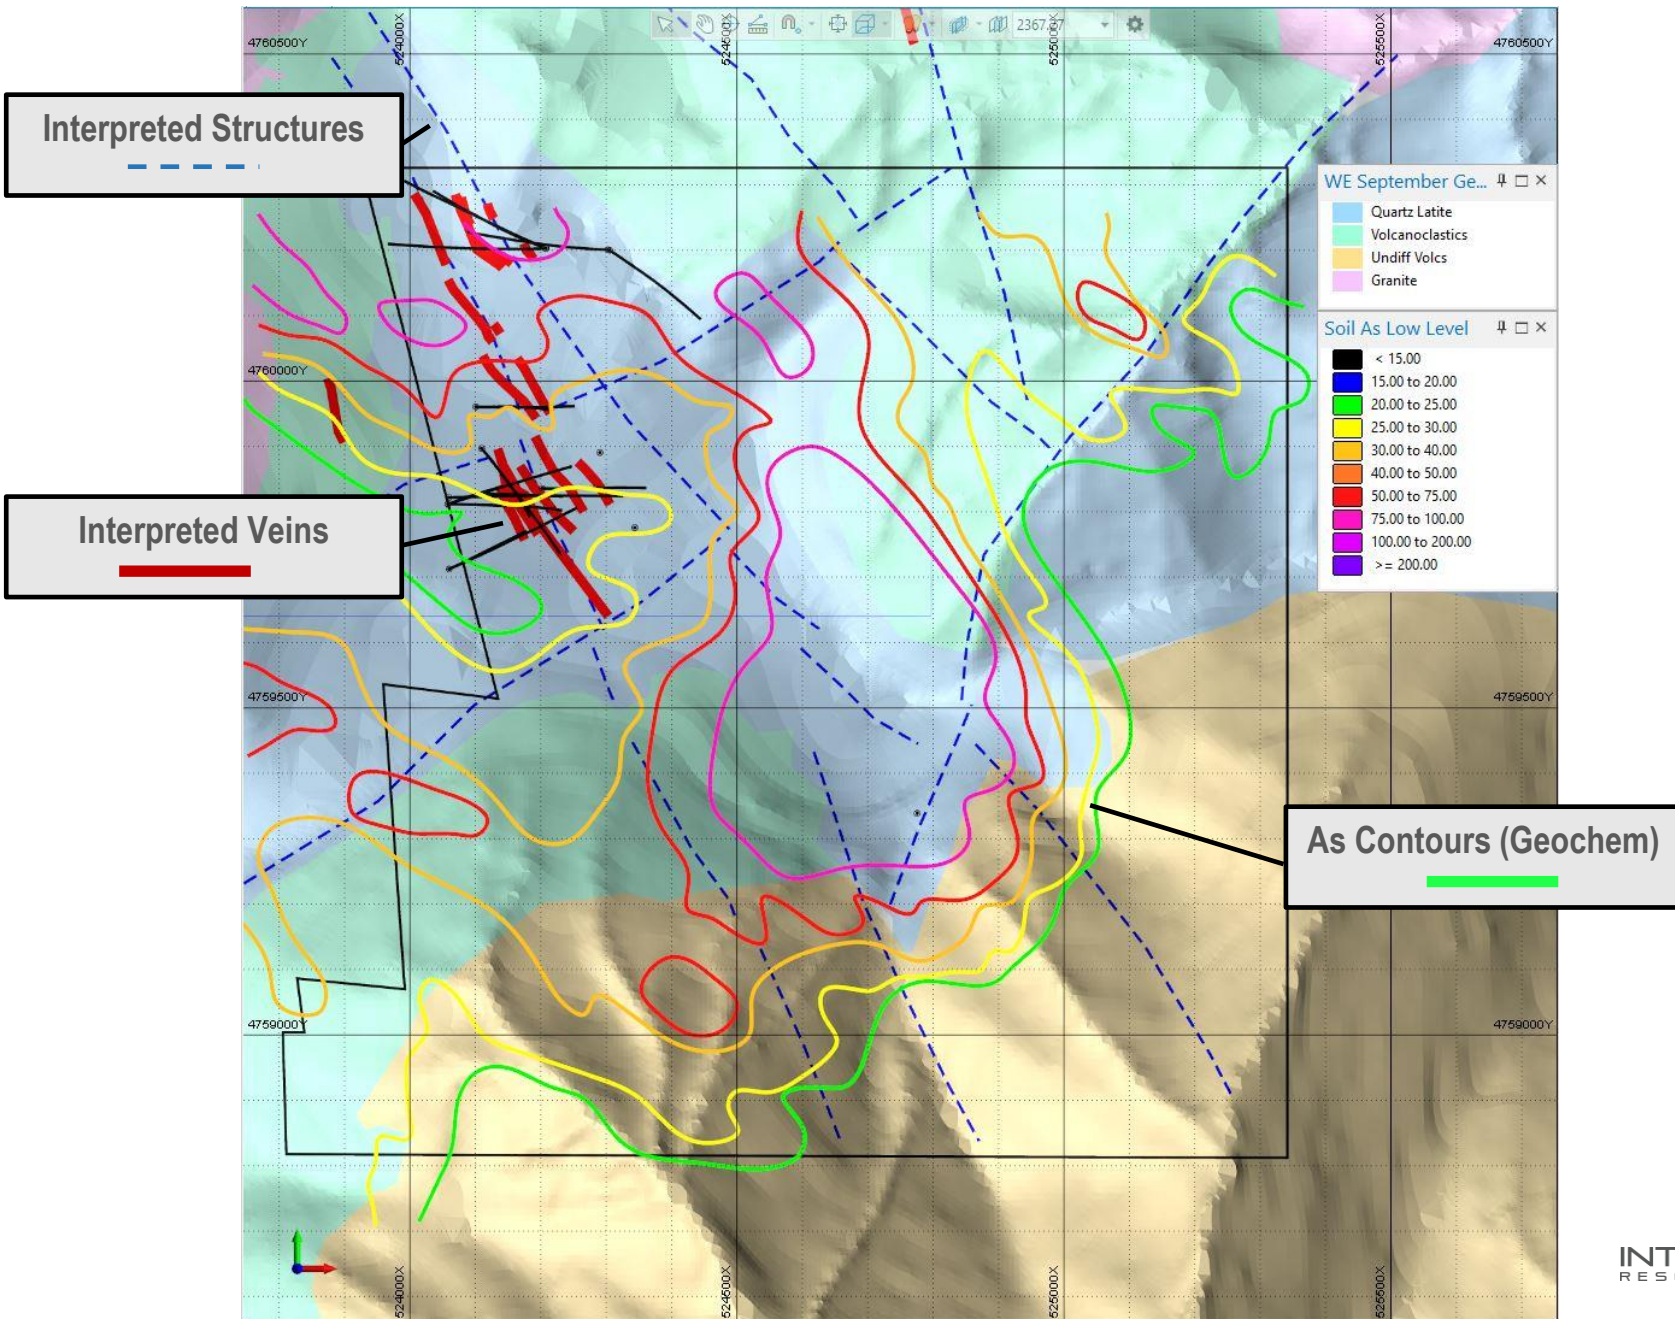 524000X
524500X
525000X
525500X
2367.27
4760500Y
4760500Y
Interpreted Structures
WE September Ge...
Quartz Latite
Volcanoclastics
Undiff Volcs
Granite
Soil As Low Level
< 15.00
15.00 to 20.00
20.00 to 25.00
25.00 to 30.00
30.00 to 40.00
40.00 to 50.00
50.00 to 75.00
75.00 to 100.00
100.00 to 200.00
>= 200.00
4760000Y
Interpreted Veins
4759500Y
4759500Y
As Contours (Geochem)
4759000Y
4759000Y
524000X
524500X
525000X
525500X